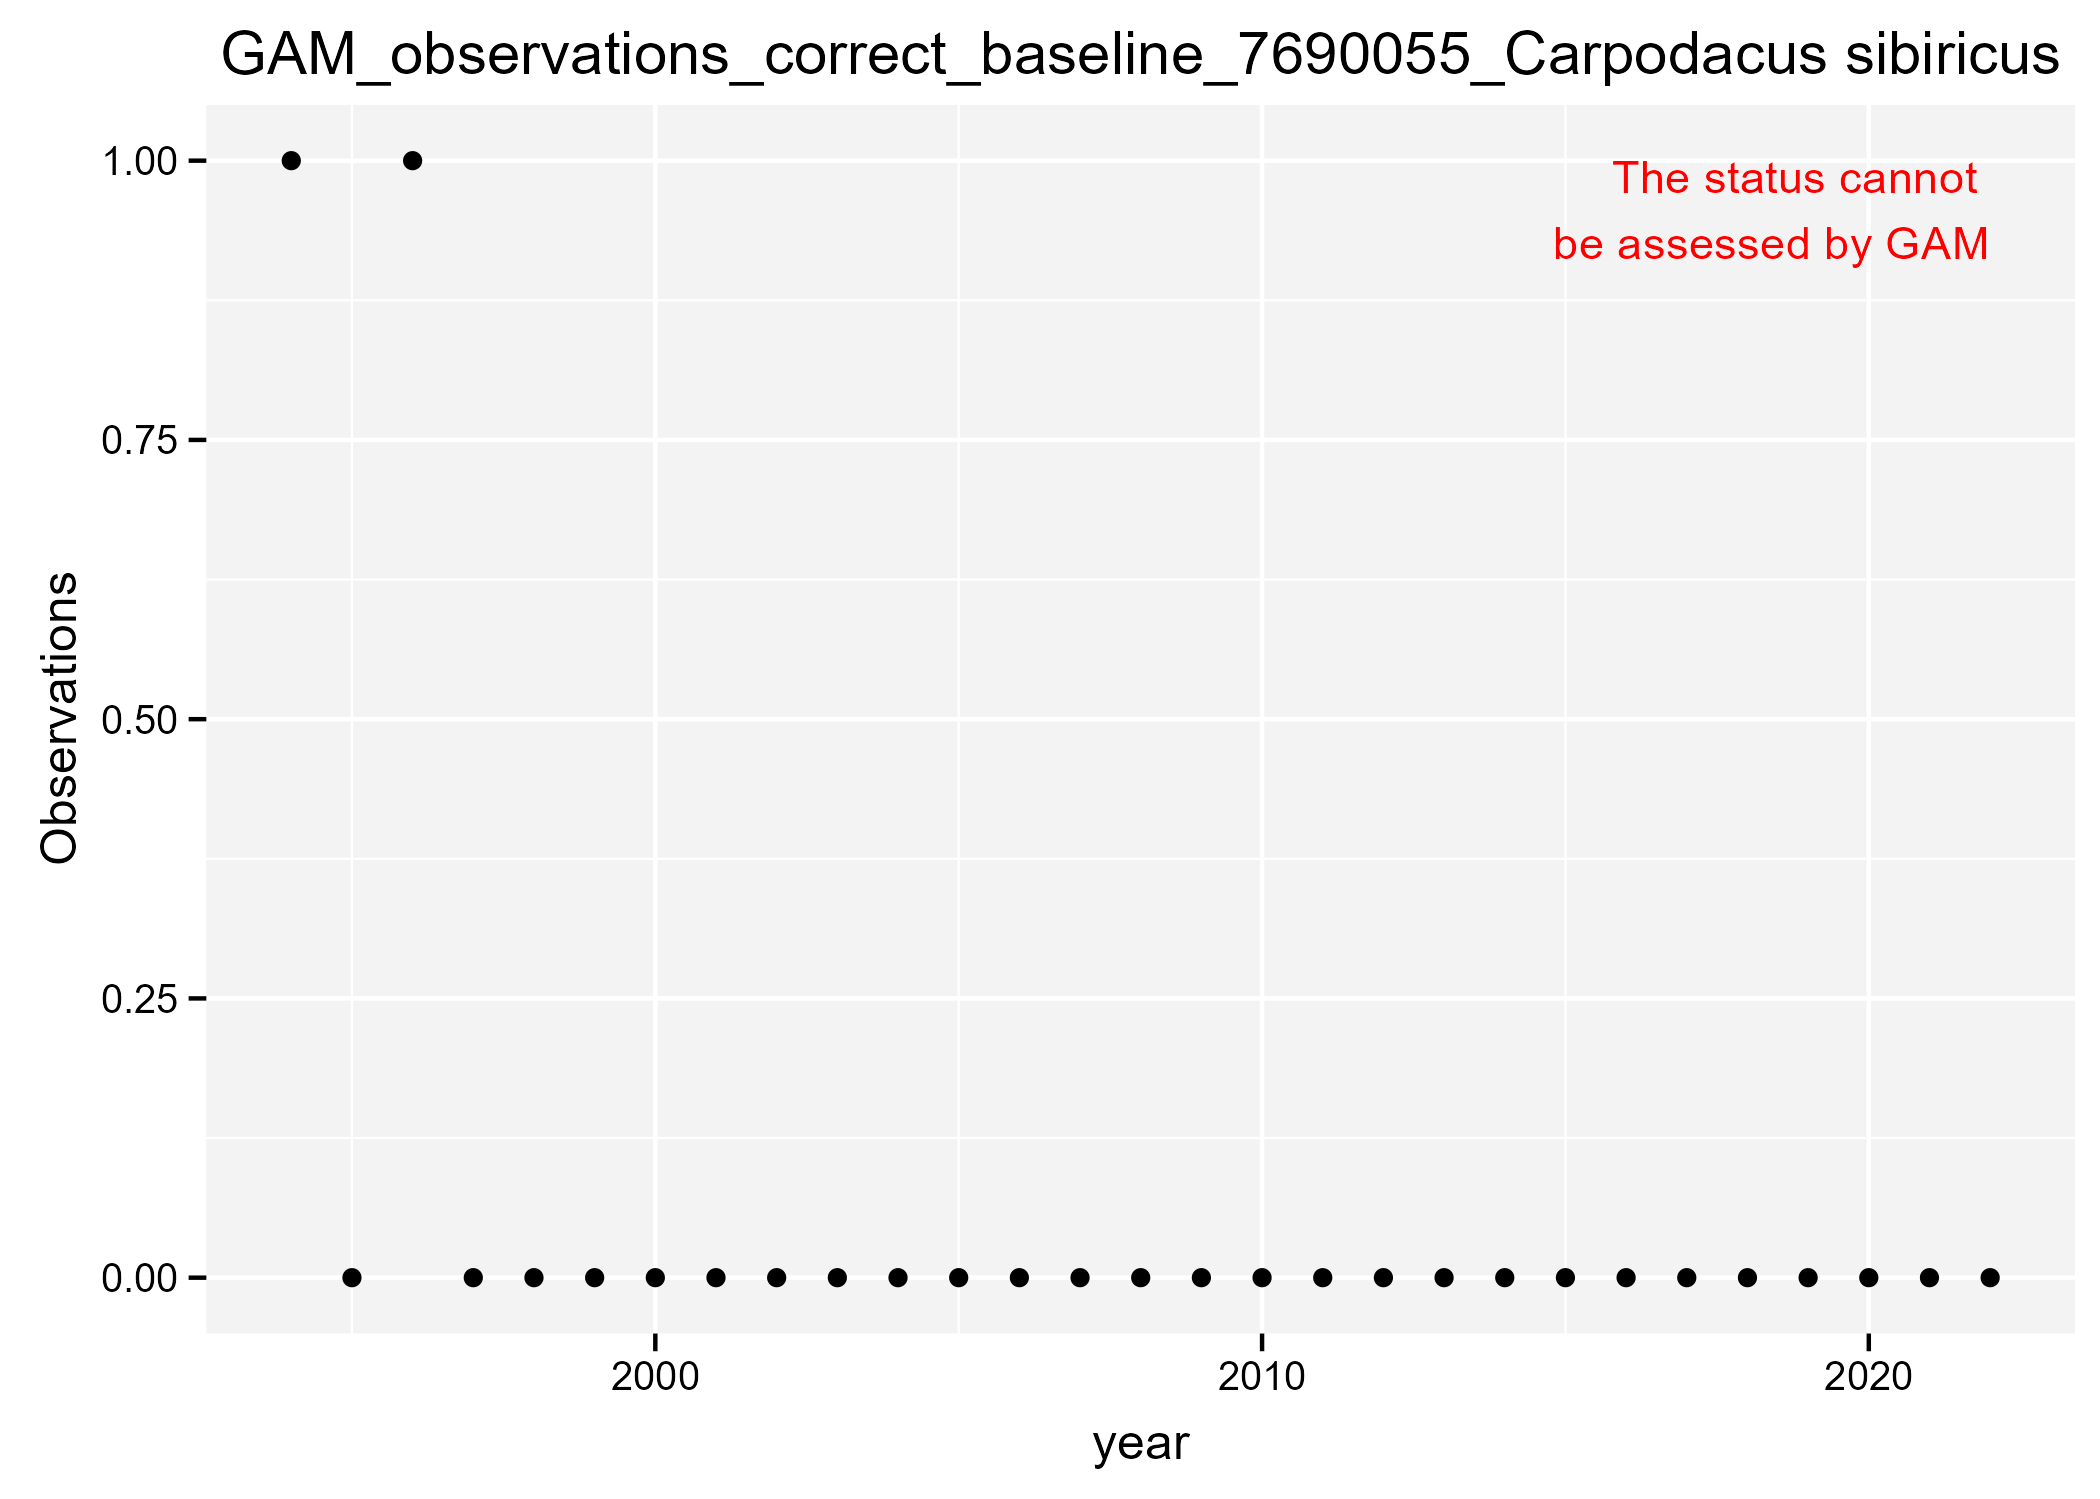 GAM_observations_correct_baseline_7690055_Carpodacus sibiricus
The status cannot
be assessed by GAM
1.00
0.75
0.50
0.25
0.00
Observations
2000 2010 2020
year